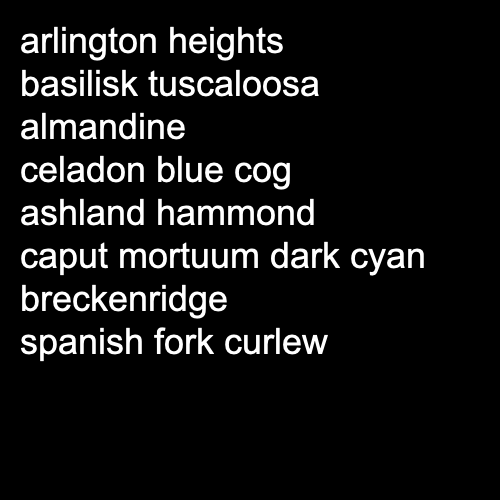 arlington heights
basilisk tuscaloosa
almandine
celadon blue cog
ashland hammond
caput mortuum dark cyan
breckenridge
spanish fork curlew